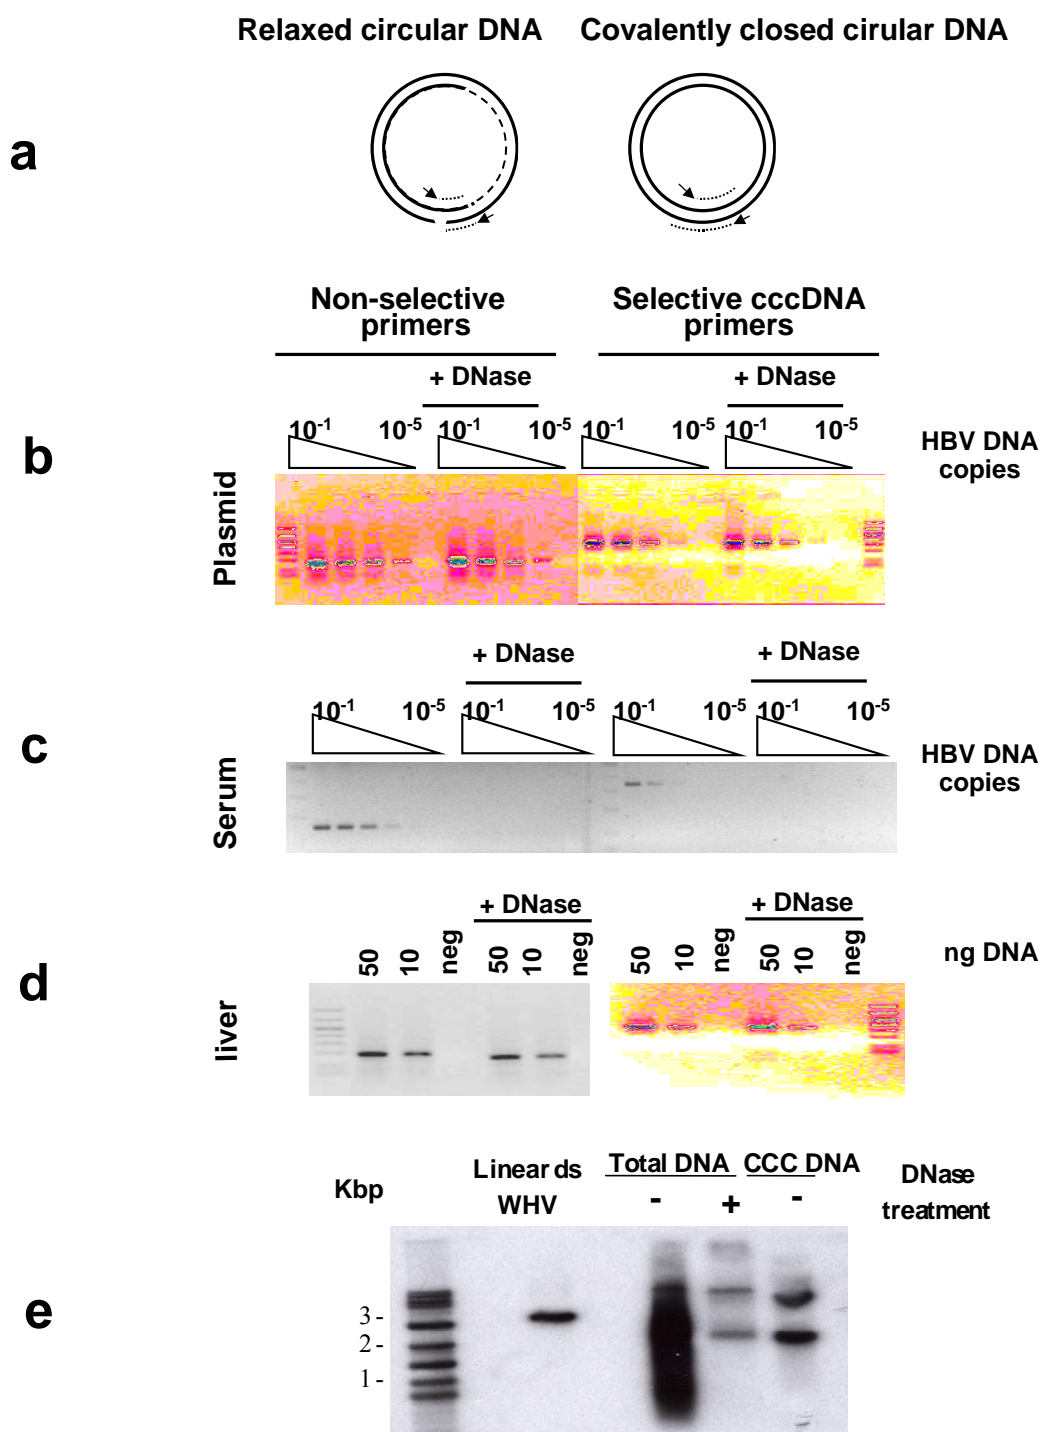 Relaxed circular DNA Covalently closed cirular DNA
a
Non-selective primers
Selective cccDNA primers
+ DNase + DNase
b
10-1 10-5 10-1 10-5 10-1 10-5 10-1 10-5
HBV DNA copies
Plasmid
+ DNase + DNase
c
10-1 10-5 10-1 10-5 10-1 10-5 10-1 10-5
HBV DNA copies
Serum
+ DNase + DNase
d
50 10 neg 50 10 neg 50 10 neg 50 10 neg
ng DNA
liver
Kbp
Linear ds WHV
Total DNA CCC DNA
- + -
DNase treatment
e
3 -
2 -
1 -